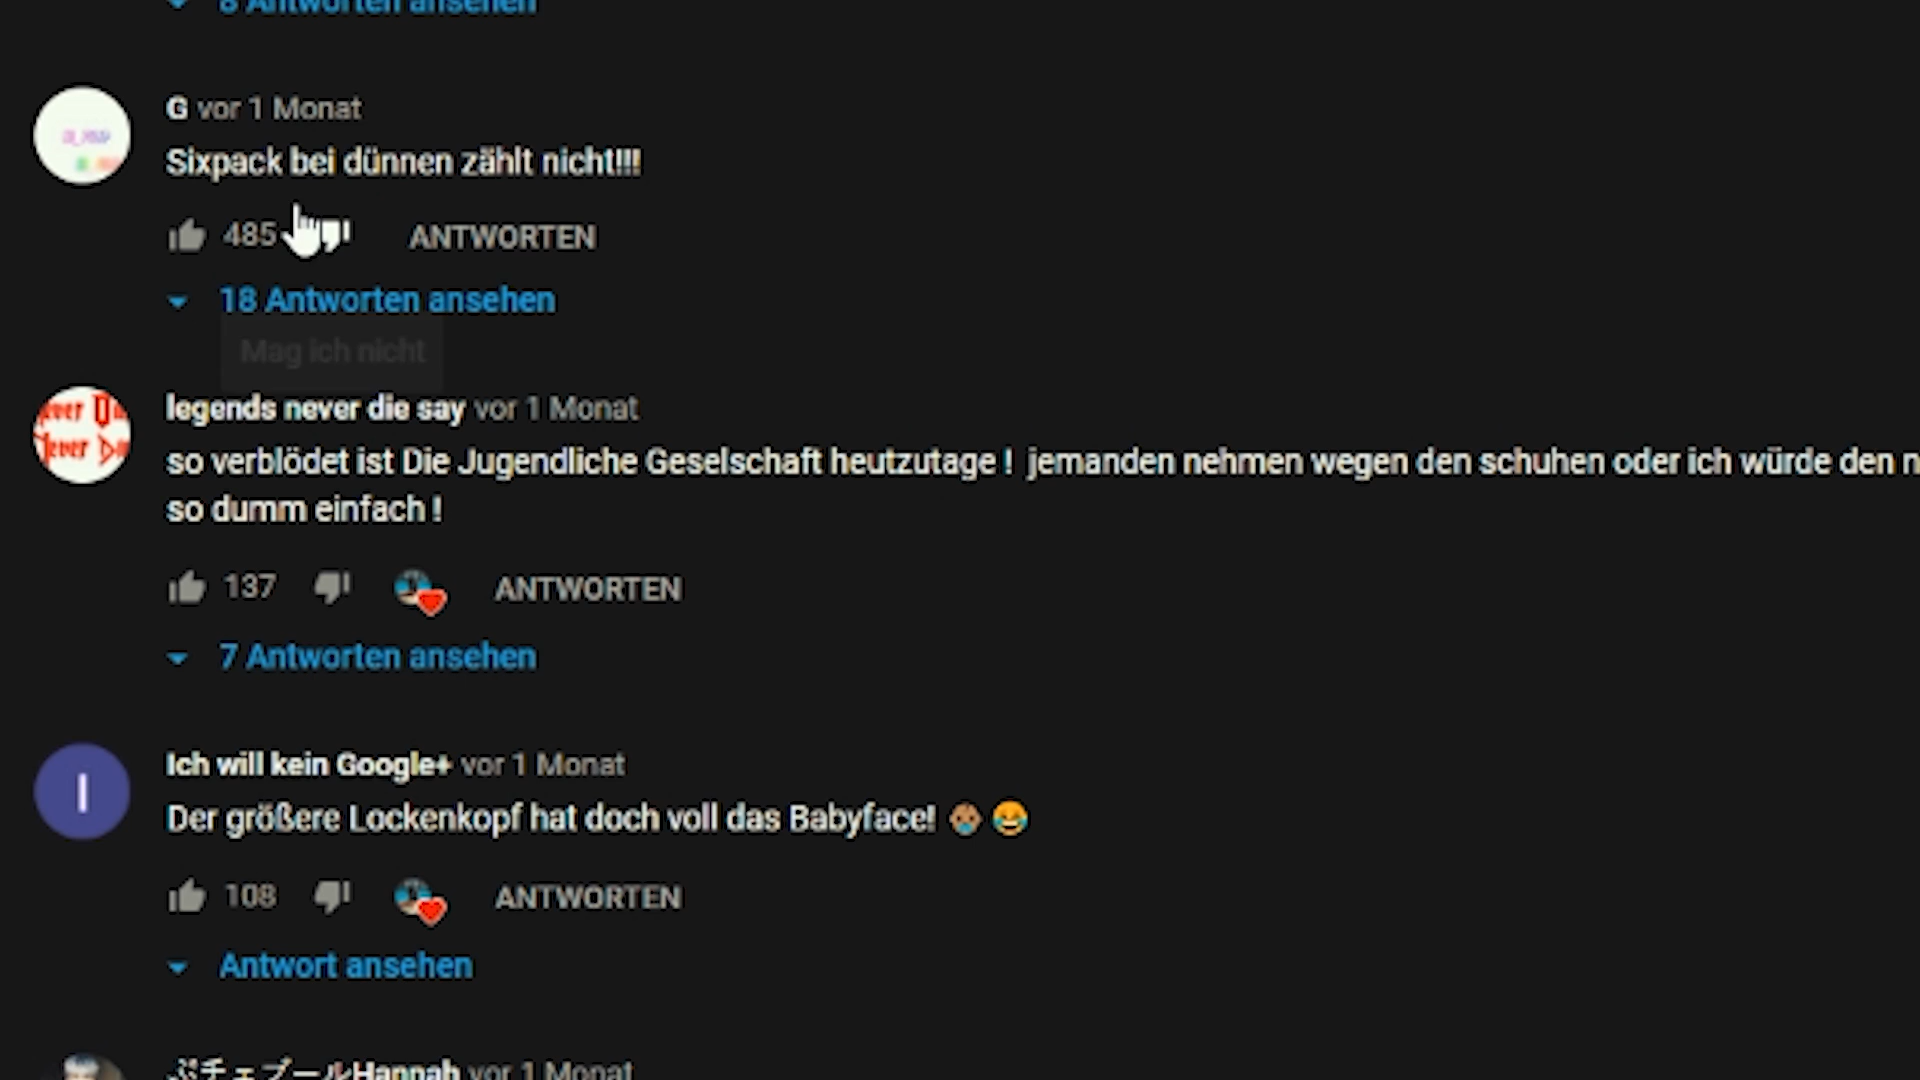 8 Antworten ansehen
G vor 1 Monat
Sixpack bei dünnen zählt nicht!!!
485 ANTWORTEN
18 Antworten ansehen
Mag ich nicht
legends never die say vor 1 Monat
so verblödet ist Die Jugendliche Geselschaft heutzutage ! jemanden nehmen wegen den schuhen oder ich würde den
so dumm einfach !
137 ANTWORTEN
7 Antworten ansehen
I
Ich will kein Google+ vor 1 Monat
Der größere Lockenkopf hat doch voll das Babyface! 👶🏽 😂
108 ANTWORTEN
Antwort ansehen
Hannah vor 1 Monat